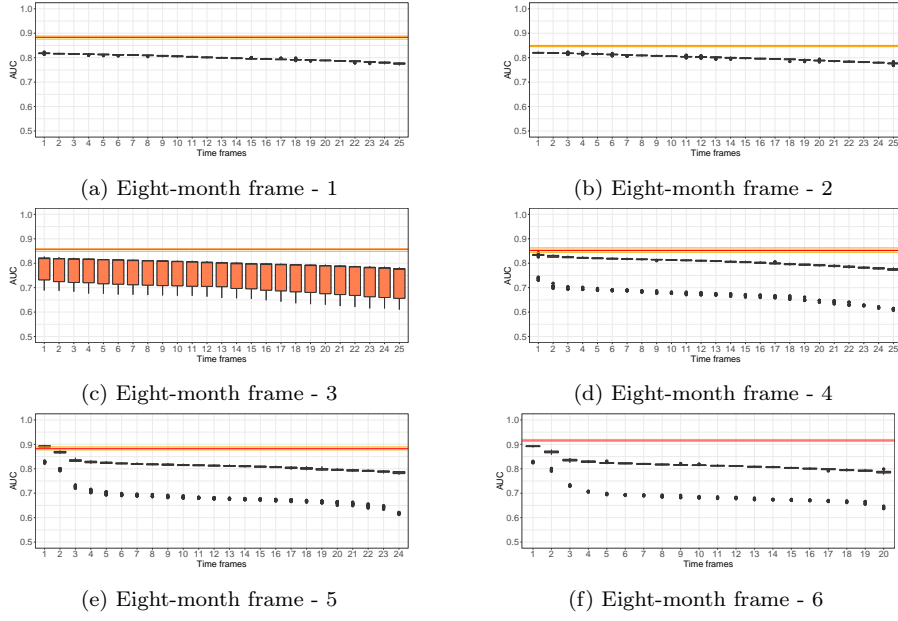 1.0
0.9
0.8
0.7
0.6
0.5
AUC
1 2 3 4 5 6 7 8 9 10 11 12 13 14 15 16 17 18 19 20 21 22 23 24 25
Time frames
(a) Eight-month frame - 1
1.0
0.9
0.8
0.7
0.6
0.5
AUC
1 2 3 4 5 6 7 8 9 10 11 12 13 14 15 16 17 18 19 20 21 22 23 24 25
Time frames
(b) Eight-month frame - 2
1.0
0.9
0.8
0.7
0.6
0.5
AUC
1 2 3 4 5 6 7 8 9 10 11 12 13 14 15 16 17 18 19 20 21 22 23 24 25
Time frames
(c) Eight-month frame - 3
1.0
0.9
0.8
0.7
0.6
0.5
AUC
1 2 3 4 5 6 7 8 9 10 11 12 13 14 15 16 17 18 19 20 21 22 23 24 25
Time frames
(d) Eight-month frame - 4
1.0
0.9
0.8
0.7
0.6
0.5
AUC
1 2 3 4 5 6 7 8 9 10 11 12 13 14 15 16 17 18 19 20 21 22 23 24
Time frames
(e) Eight-month frame - 5
1.0
0.9
0.8
0.7
0.6
0.5
AUC
1 2 3 4 5 6 7 8 9 10 11 12 13 14 15 16 17 18 19 20
Time frames
(f) Eight-month frame - 6